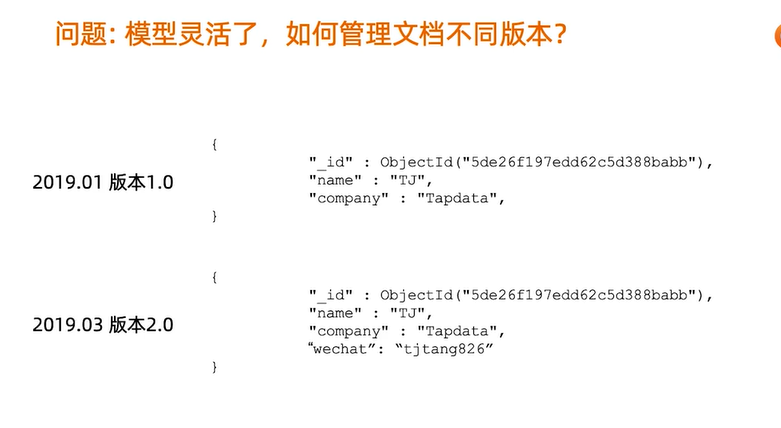 问题: 模型灵活了，如何管理文档不同版本？
2019.01 版本1.0
{
"_id" : ObjectId("5de26f197edd62c5d388babb"),
"name" : "TJ",
"company" : "Tapdata",
}
2019.03 版本2.0
{
"_id" : ObjectId("5de26f197edd62c5d388babb"),
"name" : "TJ",
"company" : "Tapdata",
“wechat”: “tjtang826”
}